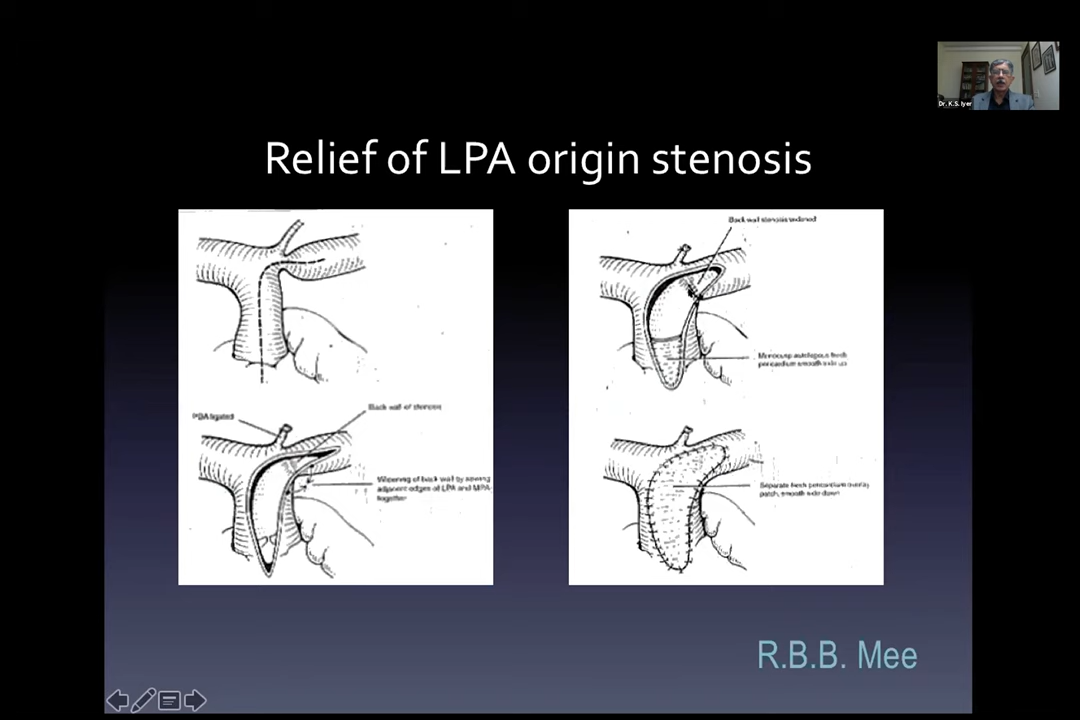 Dr. K.S. Iyer
Relief of LPA origin stenosis
PDA ligated
Back wall of stenosis
Widening of back wall by sewing
adjacent edges of LPA and MPA
together
Back wall stenosis widened
Monocusp autologous fresh
pericardium smooth side up
Separate fresh pericardium overlay
patch, smooth side down
R.B.B. Mee